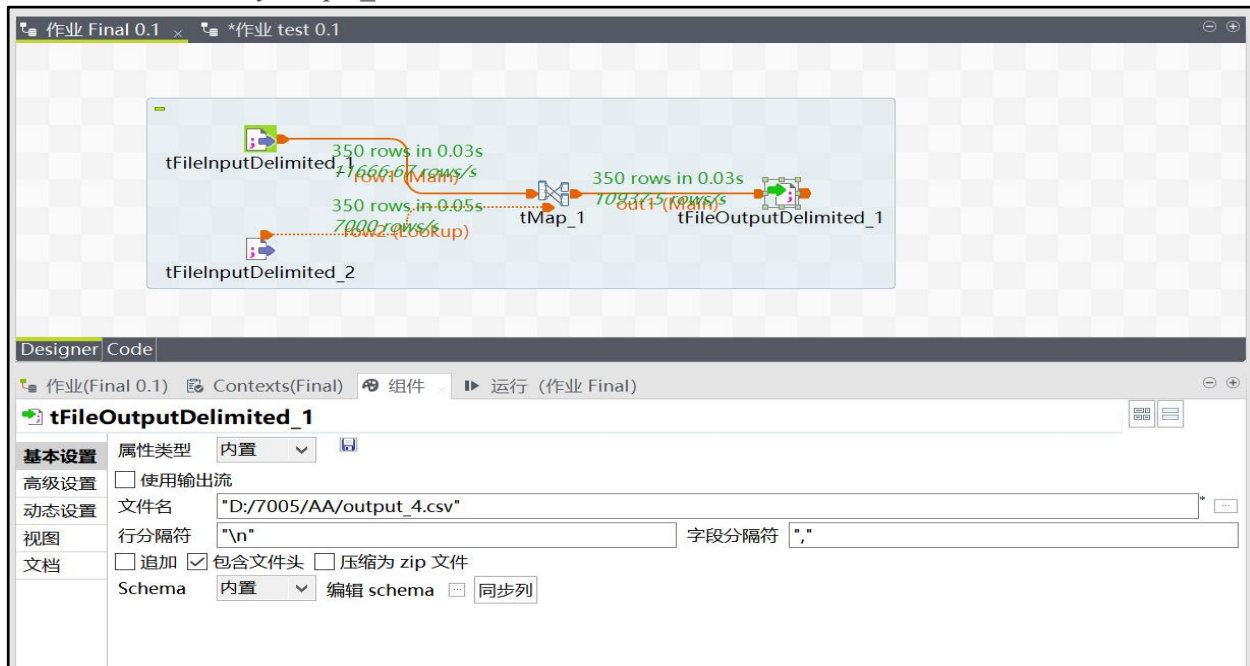 作业 Final 0.1 *作业 test 0.1
350 rows in 0.03s
tFileInputDelimited_1
11666.67 rows/s
row1 (Main)
350 rows in 0.03s
350 rows in 0.05s
tMap_1
109375 rows/s
out1 (Main)
tFileOutputDelimited_1
7000 rows/s
row2 (Lookup)
tFileInputDelimited_2
Designer Code
作业(Final 0.1) Contexts(Final) 组件 运行 (作业 Final)
tFileOutputDelimited_1
基本设置 属性类型 内置
高级设置 使用输出流
动态设置 文件名 "D:/7005/AA/output_4.csv" *
视图 行分隔符 "\n" 字段分隔符 ","
文档 追加 包含文件头 压缩为 zip 文件
Schema 内置 编辑 schema 同步列